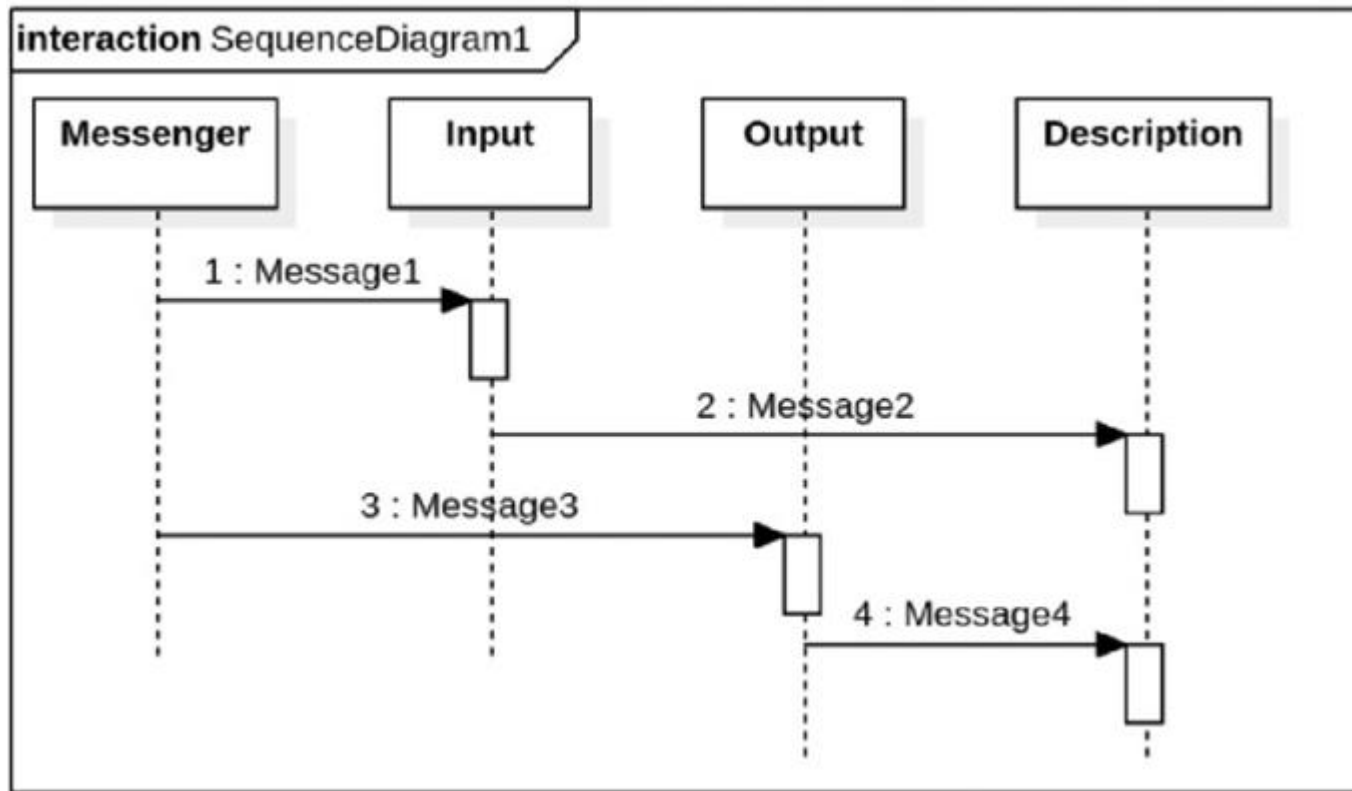 interaction SequenceDiagram1
Messenger
Input
Output
Description
1 : Message1
2 : Message2
3 : Message3
4 : Message4